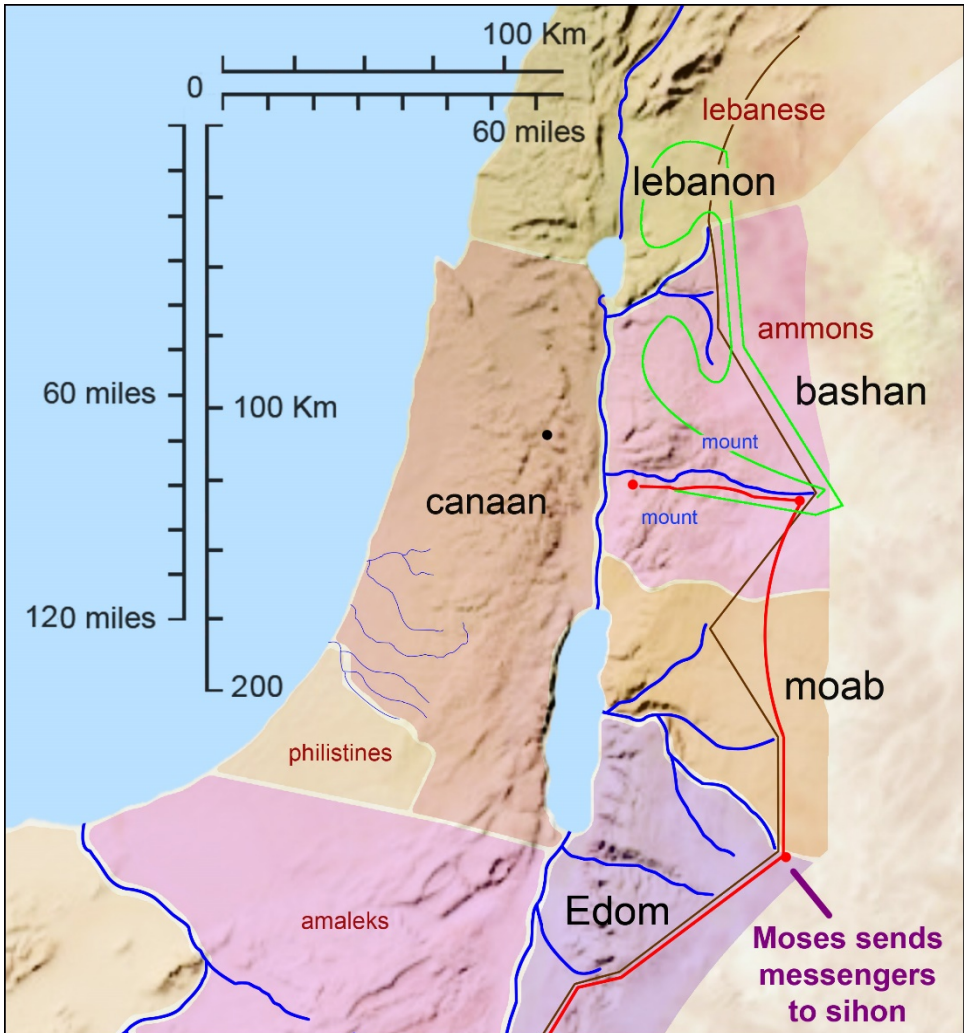 100 Km
0
60 miles
lebanese
lebanon
ammons
bashan
60 miles
100 Km
mount
canaan
mount
120 miles
moab
200
philistines
Edom
amaleks
Moses sends
messengers
to sihon